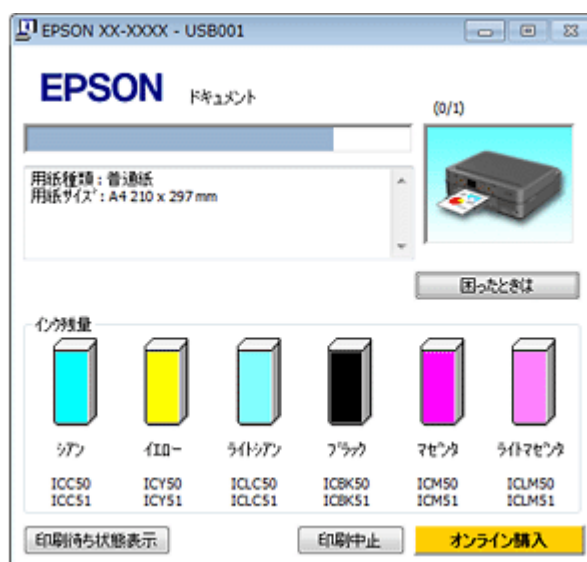 EPSON XX-XXXX - USB001
EPSON ドキュメント
(0/1)
用紙種類 : 普通紙
用紙サイズ : A4 210 x 297 mm
困ったときは
インク残量
シアン イエロー ライトシアン ブラック マゼンタ ライトマゼンタ
ICC50 ICY50 ICLC50 ICBK50 ICM50 ICLM50
ICC51 ICY51 ICLC51 ICBK51 ICM51 ICLM51
印刷待ち状態表示 印刷中止 オンライン購入